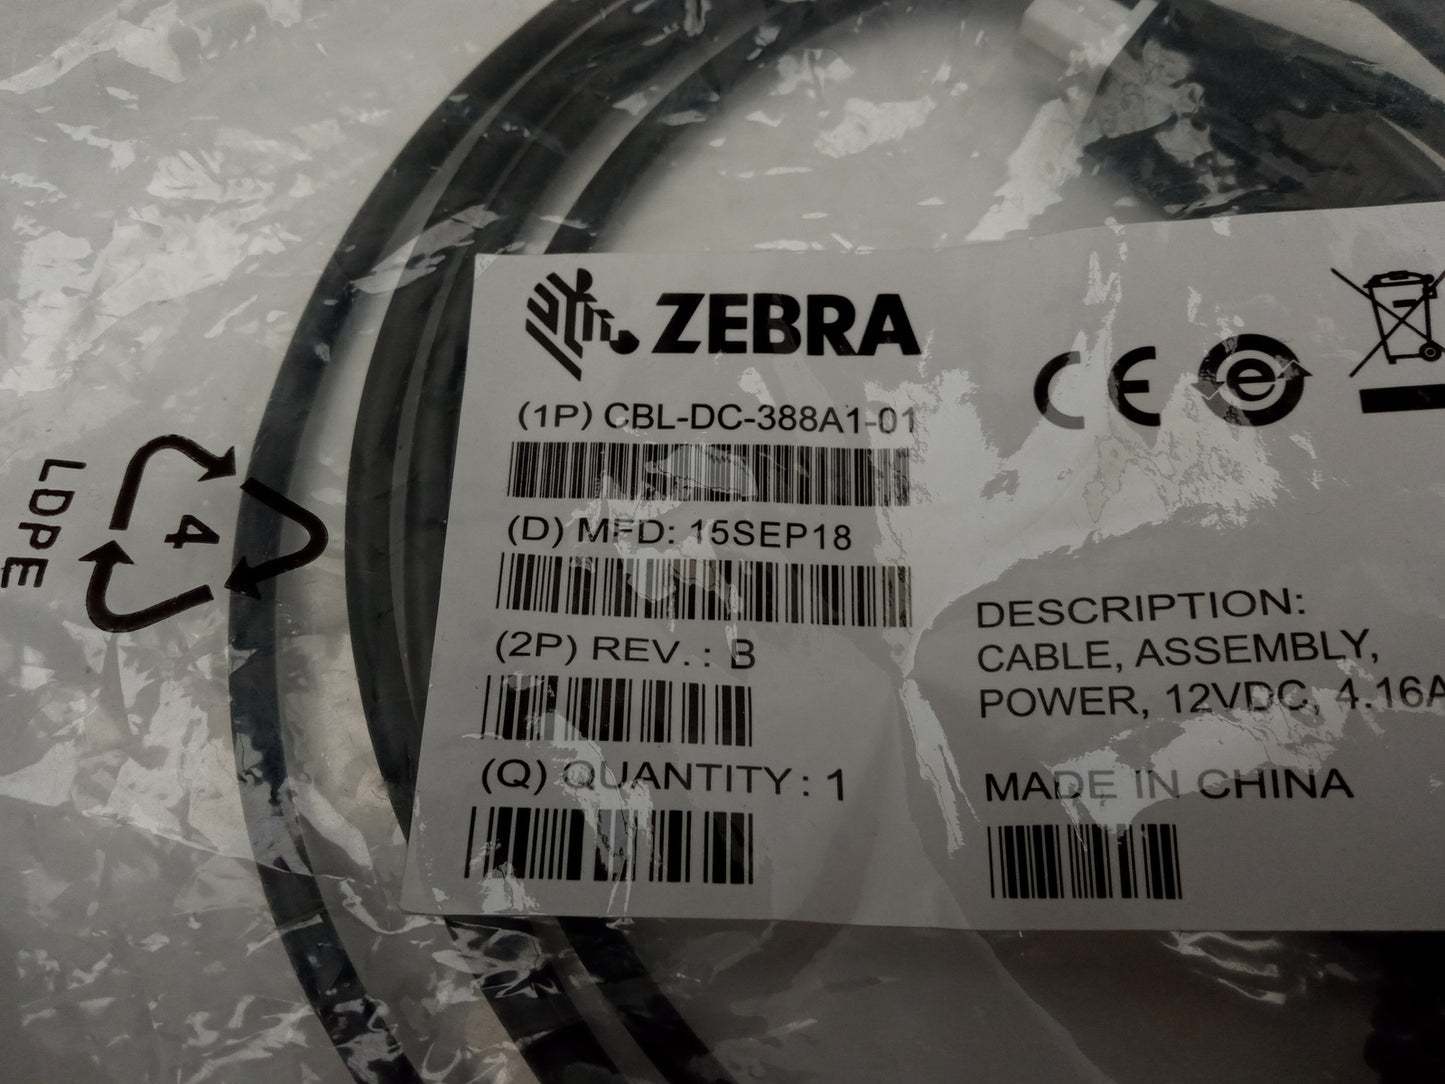 ZEBRA
(1P) CBL-DC-388A1-01
(D) MFD: 15SEP18
(2P) REV. : B
(Q) QUANTITY : 1
CE
e
DESCRIPTION:
CABLE, ASSEMBLY,
POWER, 12VDC, 4.16A
MADE IN CHINA
4
LDPE